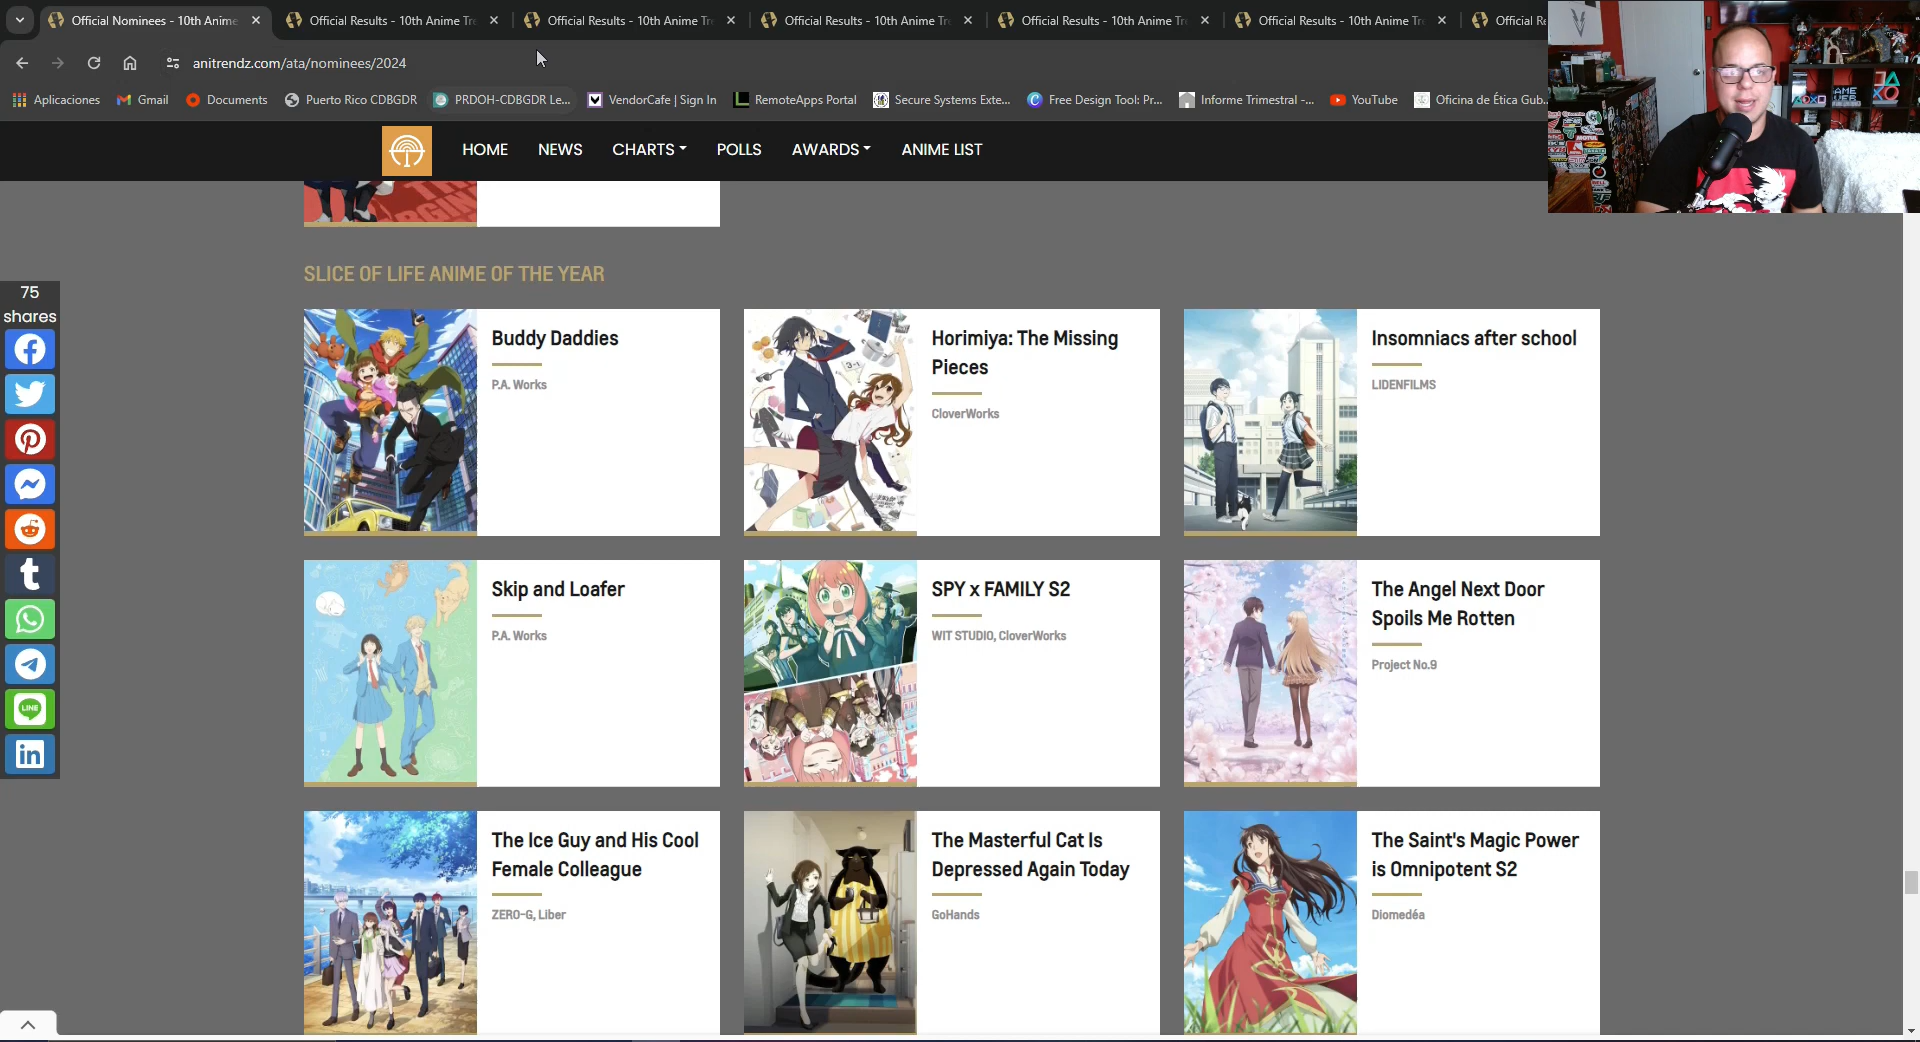 Official Nominees - 10th Anime
Official Results - 10th Anime Tr
Official Results - 10th Anime Tr
Official Results - 10th Anime Tr
Official Results - 10th Anime Tr
Official Results - 10th Anime Tr
Official Re
anitrendz.com/ata/nominees/2024
Aplicaciones
Gmail
Documents
Puerto Rico CDBGDR
PRDOH-CDBGDR Le...
VendorCafe | Sign In
RemoteApps Portal
Secure Systems Exte...
Free Design Tool: Pr...
Informe Trimestral -...
YouTube
Oficina de Ética Gub...
HOME
NEWS
CHARTS
POLLS
AWARDS
ANIME LIST
75
shares
LINE
SLICE OF LIFE ANIME OF THE YEAR
Buddy Daddies
P.A. Works
Horimiya: The Missing
Pieces
CloverWorks
Insomniacs after school
LIDENFILMS
Skip and Loafer
P.A. Works
SPY x FAMILY S2
WIT STUDIO, CloverWorks
The Angel Next Door
Spoils Me Rotten
Project No.9
The Ice Guy and His Cool
Female Colleague
ZERO-G, Liber
The Masterful Cat Is
Depressed Again Today
GoHands
The Saint's Magic Power
is Omnipotent S2
Diomedéa